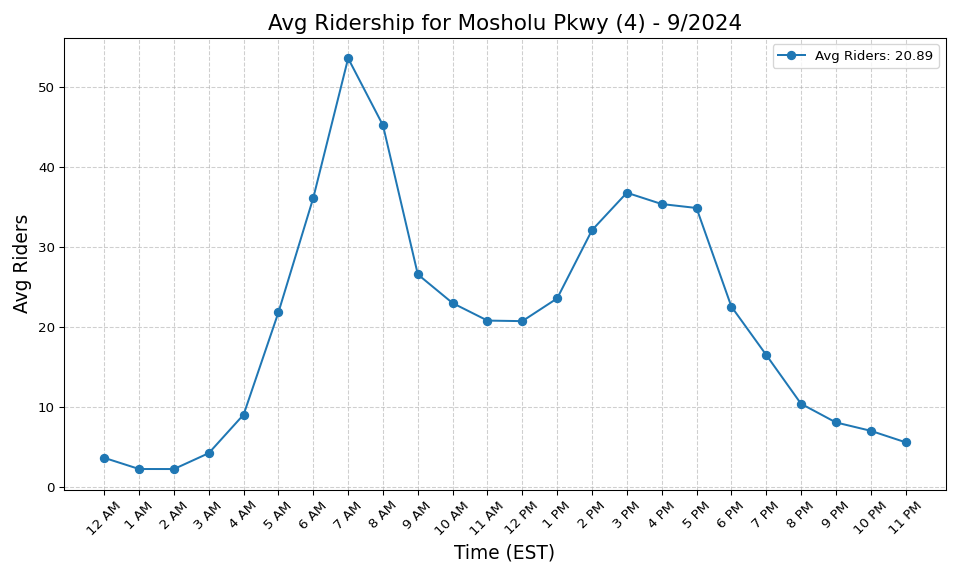 Avg Ridership for Mosholu Pkwy (4) - 9/2024
Avg Riders: 20.89
Avg Riders
50
40
30
20
10
0
12 AM
1 AM
2 AM
3 AM
4 AM
5 AM
6 AM
7 AM
8 AM
9 AM
10 AM
11 AM
12 PM
1 PM
2 PM
3 PM
4 PM
5 PM
6 PM
7 PM
8 PM
9 PM
10 PM
11 PM
Time (EST)